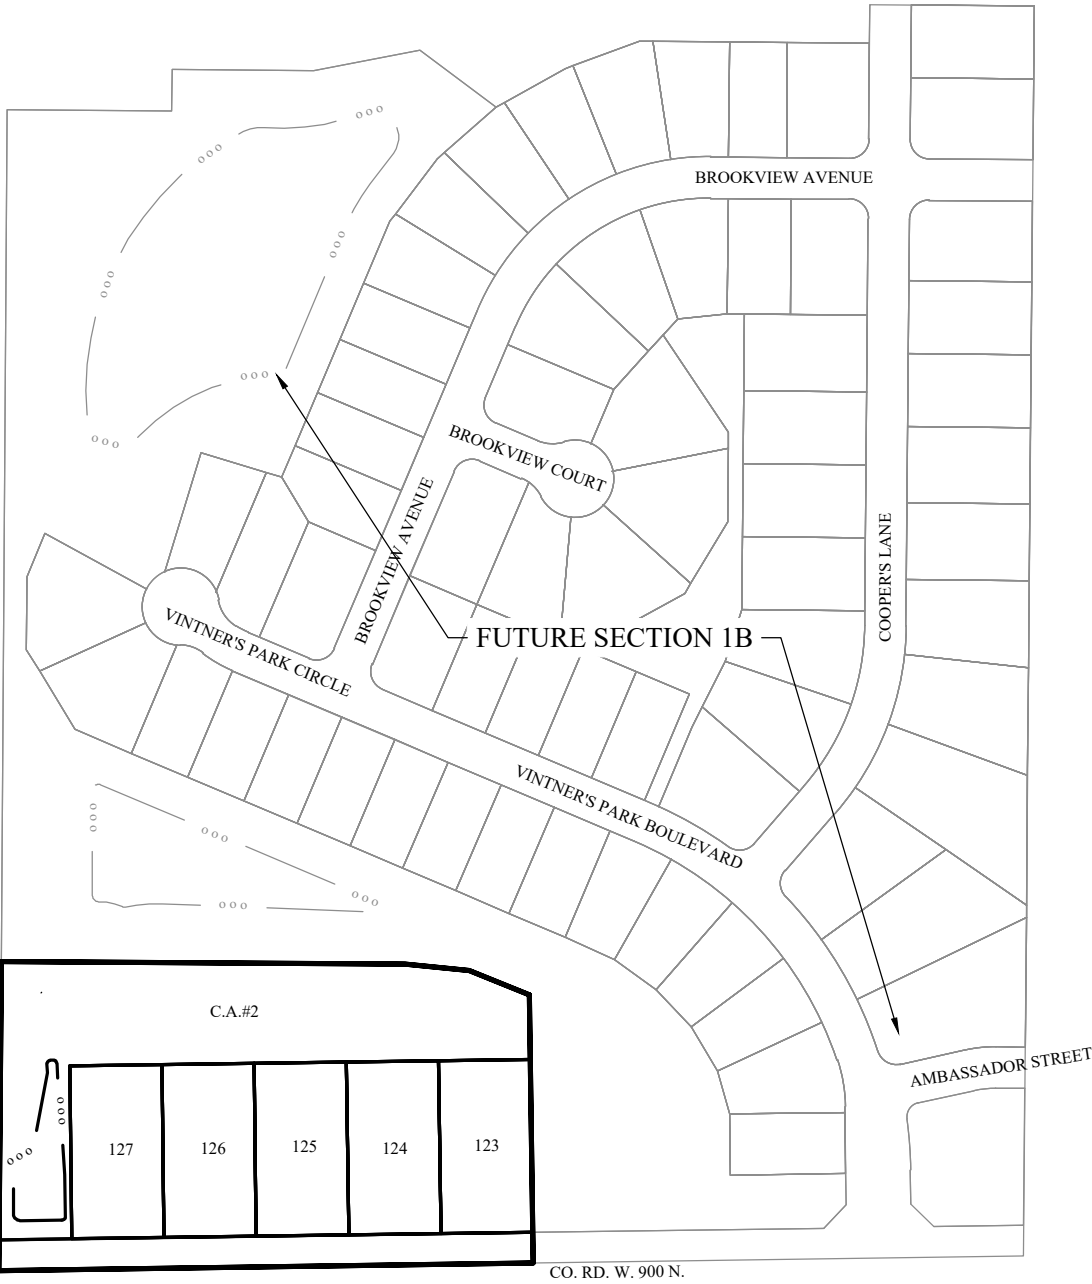 BROOKVIEW AVENUE
BROOKVIEW COURT
BROOKVIEW AVENUE
COOPER'S LANE
VINTNER'S PARK CIRCLE
FUTURE SECTION 1B
VINTNER'S PARK BOULEVARD
C.A.#2
AMBASSADOR STREET
127
126
125
124
123
CO. RD. W. 900 N.